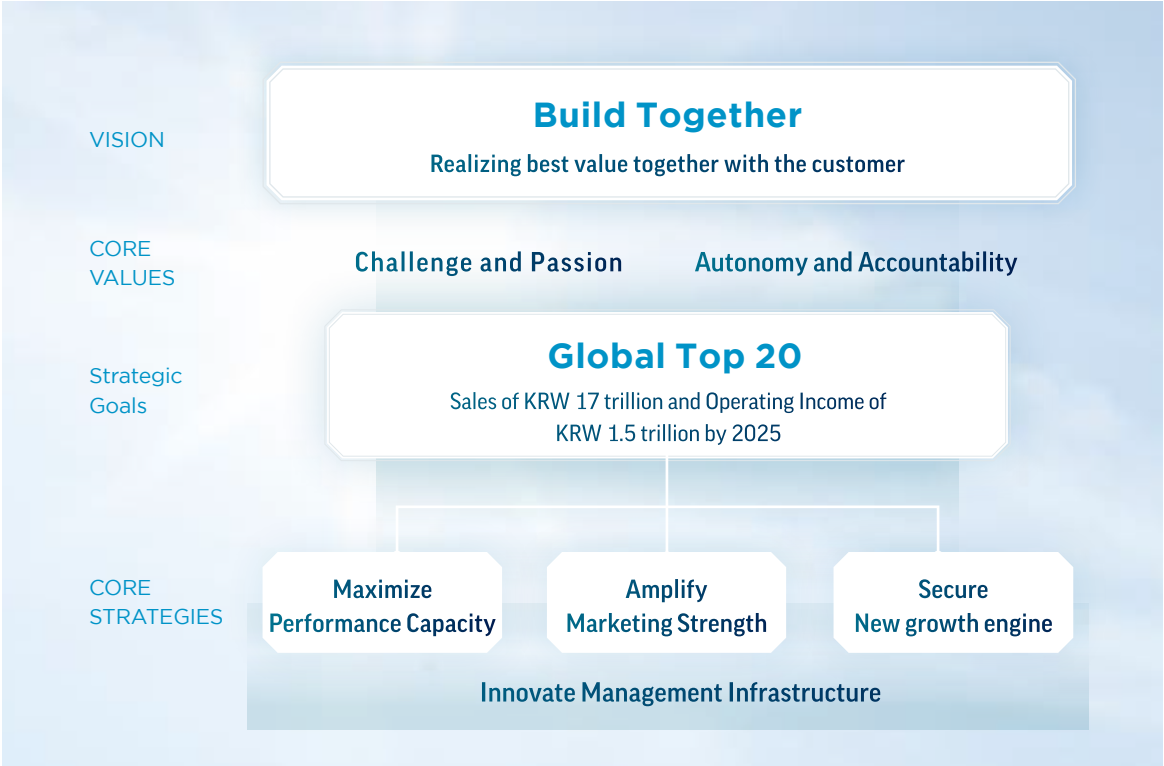 VISION
Build Together
Realizing best value together with the customer
CORE
VALUES
Challenge and Passion
Autonomy and Accountability
Strategic
Goals
Global Top 20
Sales of KRW 17 trillion and Operating Income of
KRW 1.5 trillion by 2025
CORE
STRATEGIES
Maximize
Performance Capacity
Amplify
Marketing Strength
Secure
New growth engine
Innovate Management Infrastructure